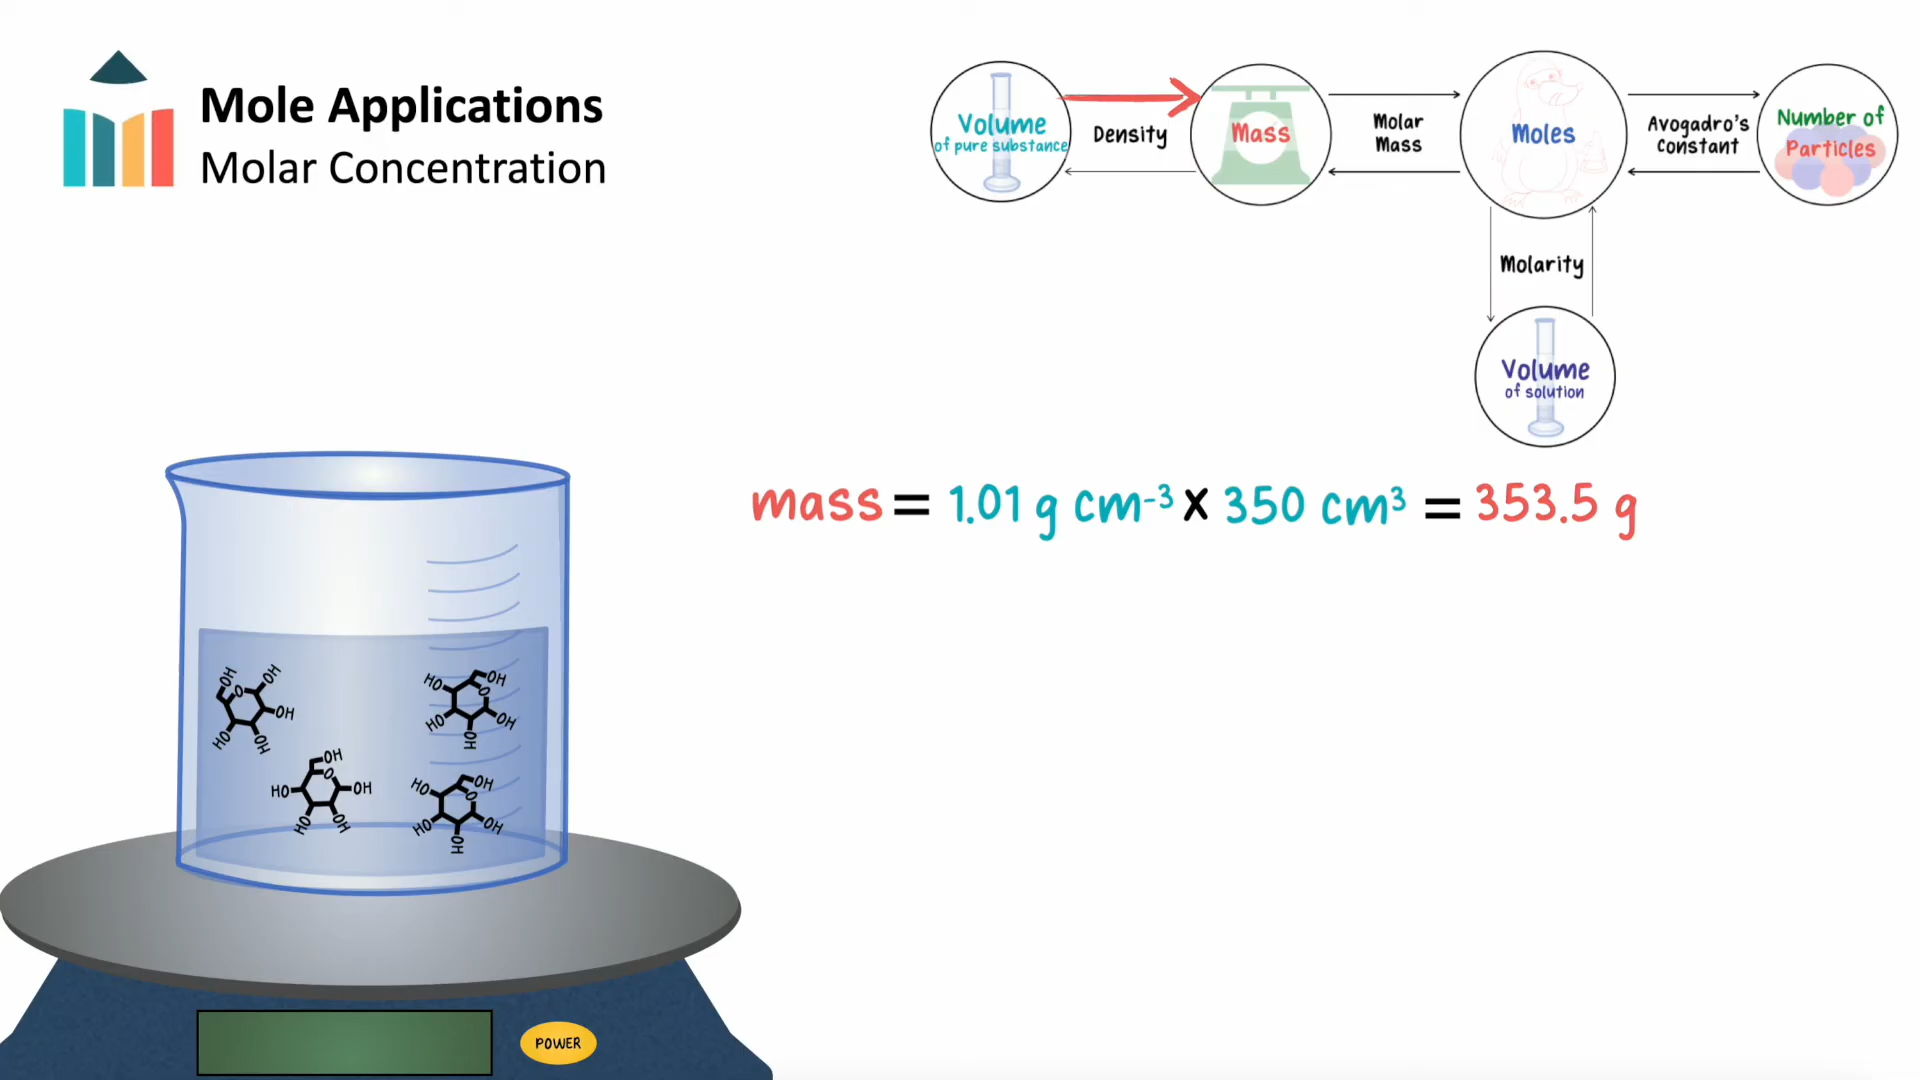 Mole Applications
Molar Concentration
Volume
of pure substance
Density
Mass
Molar
Mass
Moles
Avogadro's
Constant
Number of
Particles
Molarity
Volume
of solution
mass = 1.01 g cm⁻³ x 350 cm³ = 353.5 g
OH
OH
O
OH
HO
OH
HO
OH
O
HO
OH
OH
OH
O
HO
OH
HO
OH
HO
OH
O
HO
OH
OH
POWER